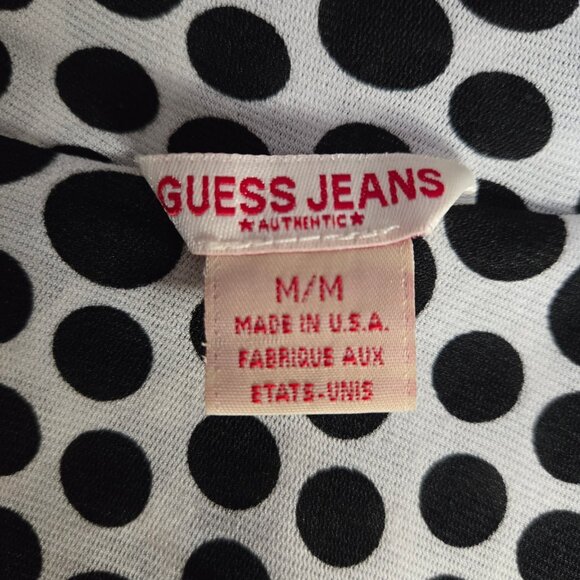 GUESS JEANS
★AUTHENTIC★
M/M
MADE IN U.S.A.
FABRIQUE AUX
ETATS-UNIS